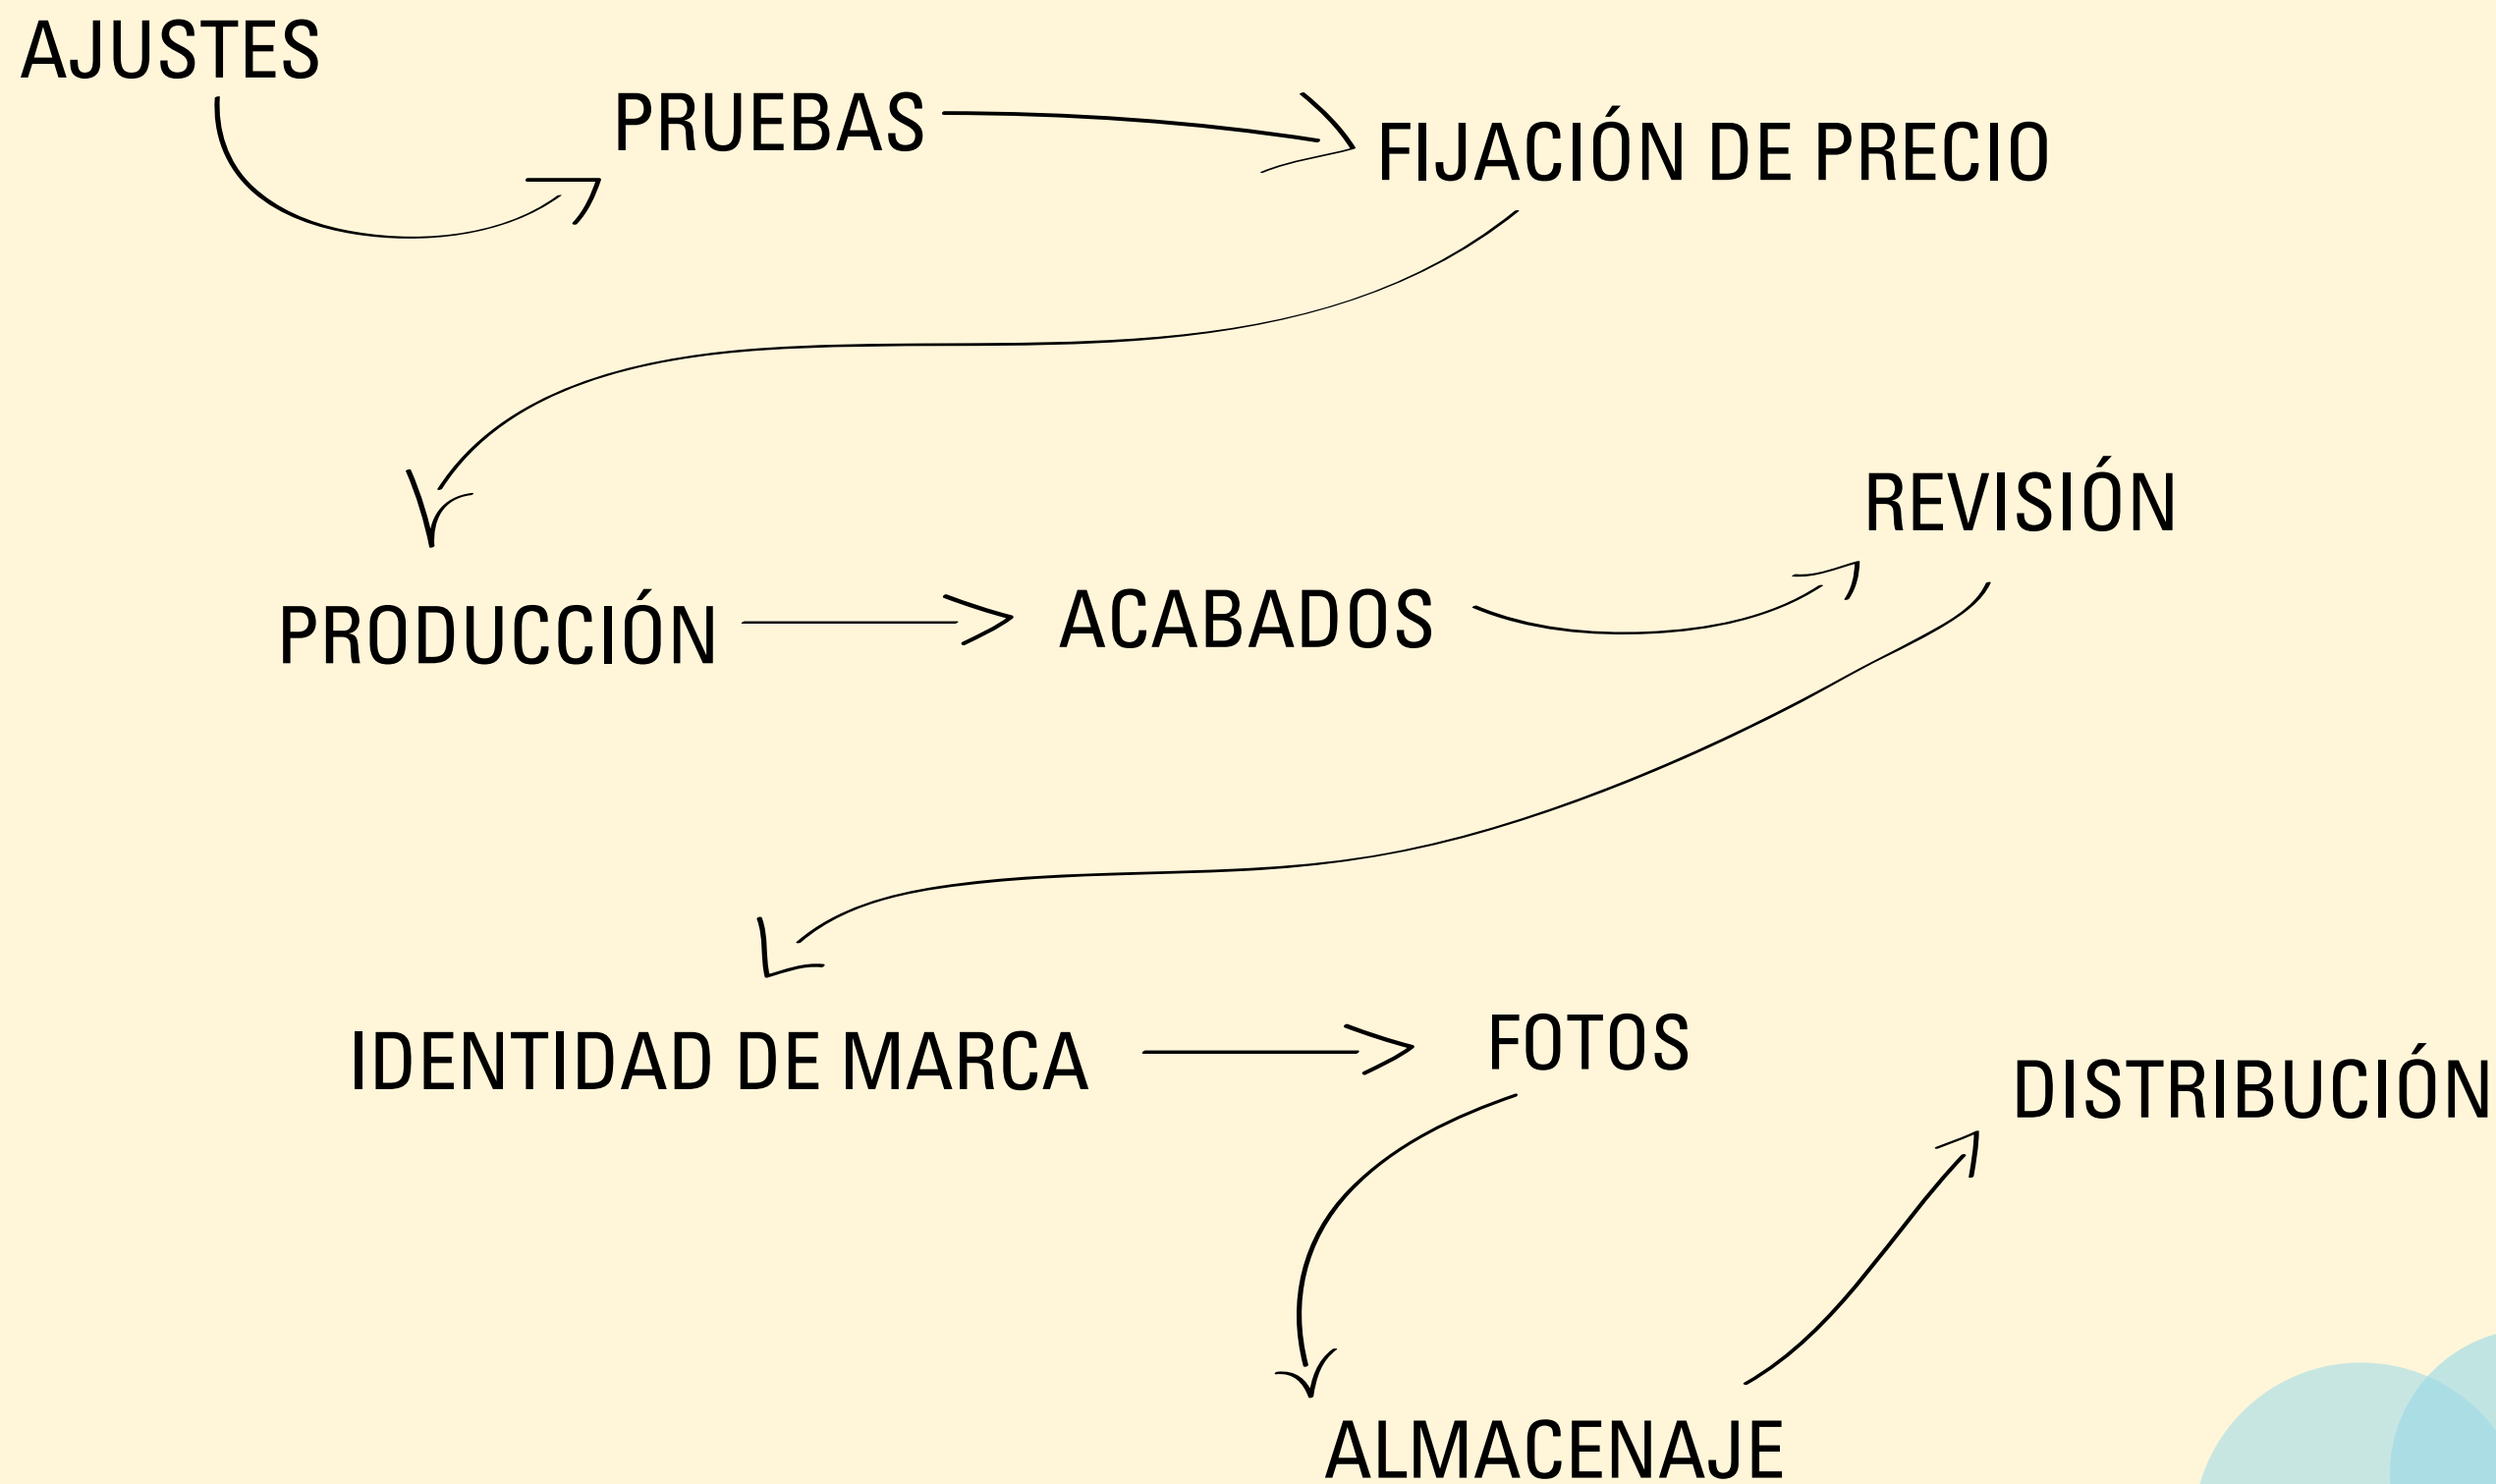 AJUSTES
PRUEBAS
FIJACIÓN DE PRECIO
PRODUCCIÓN
ACABADOS
REVISIÓN
IDENTIDAD DE MARCA
FOTOS
ALMACENAJE
DISTRIBUCIÓN